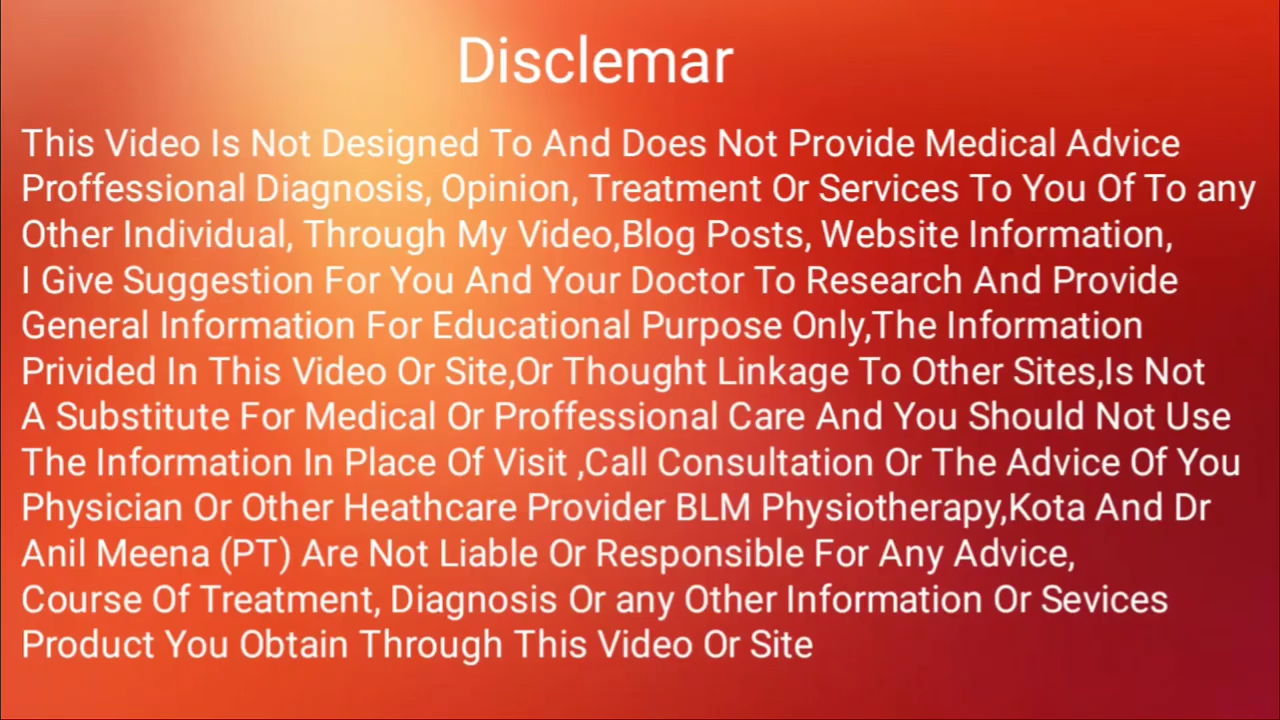 Disclemar
This Video Is Not Designed To And Does Not Provide Medical Advice
Proffessional Diagnosis, Opinion, Treatment Or Services To You Of To any
Other Individual, Through My Video,Blog Posts, Website Information,
I Give Suggestion For You And Your Doctor To Research And Provide
General Information For Educational Purpose Only,The Information
Privided In This Video Or Site,Or Thought Linkage To Other Sites,Is Not
A Substitute For Medical Or Proffessional Care And You Should Not Use
The Information In Place Of Visit ,Call Consultation Or The Advice Of You
Physician Or Other Heathcare Provider BLM Physiotherapy,Kota And Dr
Anil Meena (PT) Are Not Liable Or Responsible For Any Advice,
Course Of Treatment, Diagnosis Or any Other Information Or Sevices
Product You Obtain Through This Video Or Site